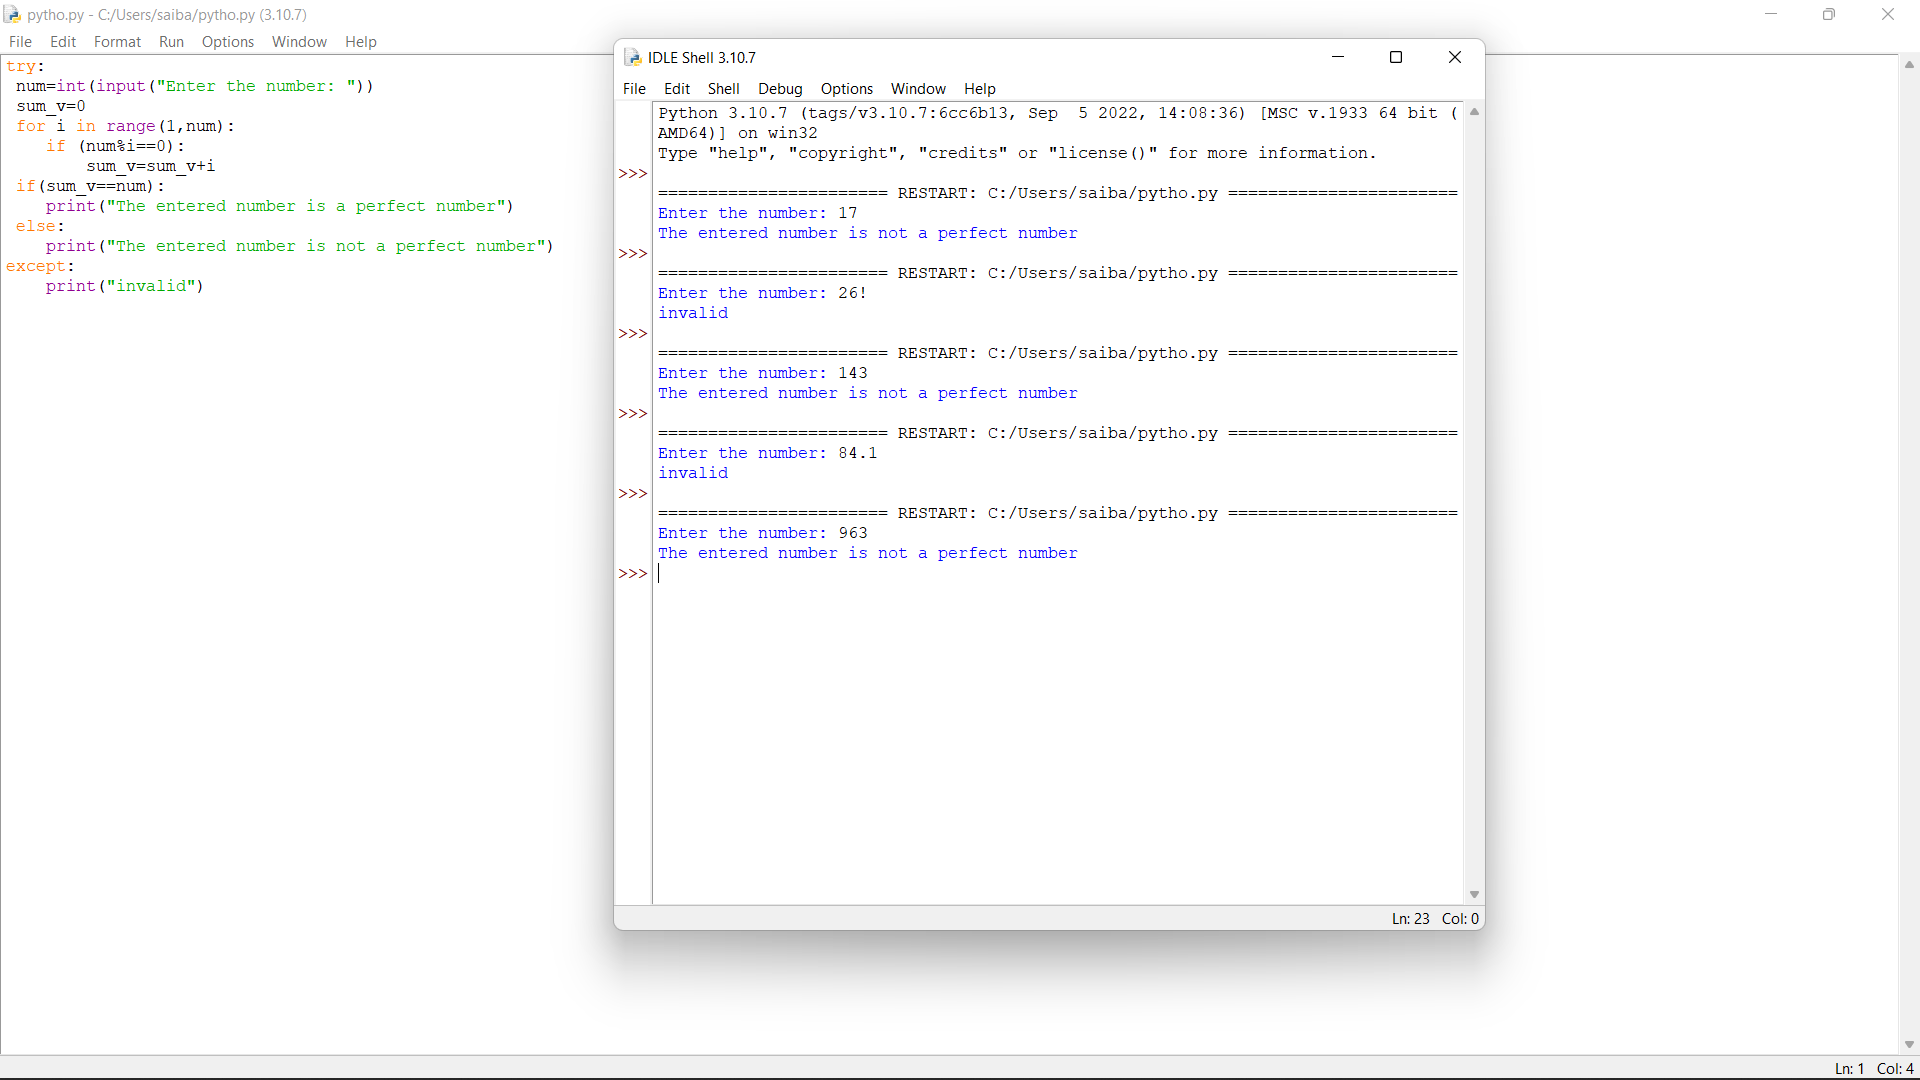 pytho.py - C:/Users/saiba/pytho.py (3.10.7)
File Edit Format Run Options Window Help
try:
 num=int(input("Enter the number: "))
 sum_v=0
 for i in range(1,num):
    if (num%i==0):
        sum_v=sum_v+i
 if(sum_v==num):
    print("The entered number is a perfect number")
 else:
    print("The entered number is not a perfect number")
except:
    print("invalid")
IDLE Shell 3.10.7
File Edit Shell Debug Options Window Help
Python 3.10.7 (tags/v3.10.7:6cc6b13, Sep  5 2022, 14:08:36) [MSC v.1933 64 bit (
AMD64)] on win32
Type "help", "copyright", "credits" or "license()" for more information.
>>>
======================= RESTART: C:/Users/saiba/pytho.py =======================
Enter the number: 17
The entered number is not a perfect number
>>>
======================= RESTART: C:/Users/saiba/pytho.py =======================
Enter the number: 26!
invalid
>>>
======================= RESTART: C:/Users/saiba/pytho.py =======================
Enter the number: 143
The entered number is not a perfect number
>>>
======================= RESTART: C:/Users/saiba/pytho.py =======================
Enter the number: 84.1
invalid
>>>
======================= RESTART: C:/Users/saiba/pytho.py =======================
Enter the number: 963
The entered number is not a perfect number
>>>
Ln: 23 Col: 0
Ln: 1 Col: 4